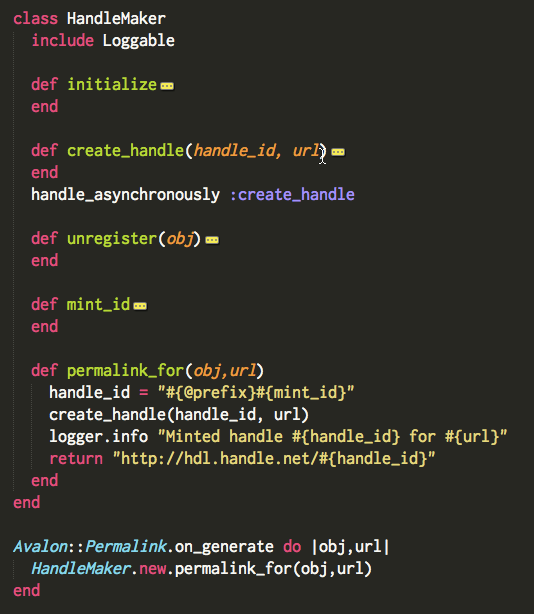 class HandleMaker
  include Loggable

  def initialize
  end

  def create_handle(handle_id, url)
  end
  handle_asynchronously :create_handle

  def unregister(obj)
  end

  def mint_id
  end

  def permalink_for(obj,url)
    handle_id = "#{@prefix}#{mint_id}"
    create_handle(handle_id, url)
    logger.info "Minted handle #{handle_id} for #{url}"
    return "http://hdl.handle.net/#{handle_id}"
  end
end

Avalon::Permalink.on_generate do |obj,url|
  HandleMaker.new.permalink_for(obj,url)
end